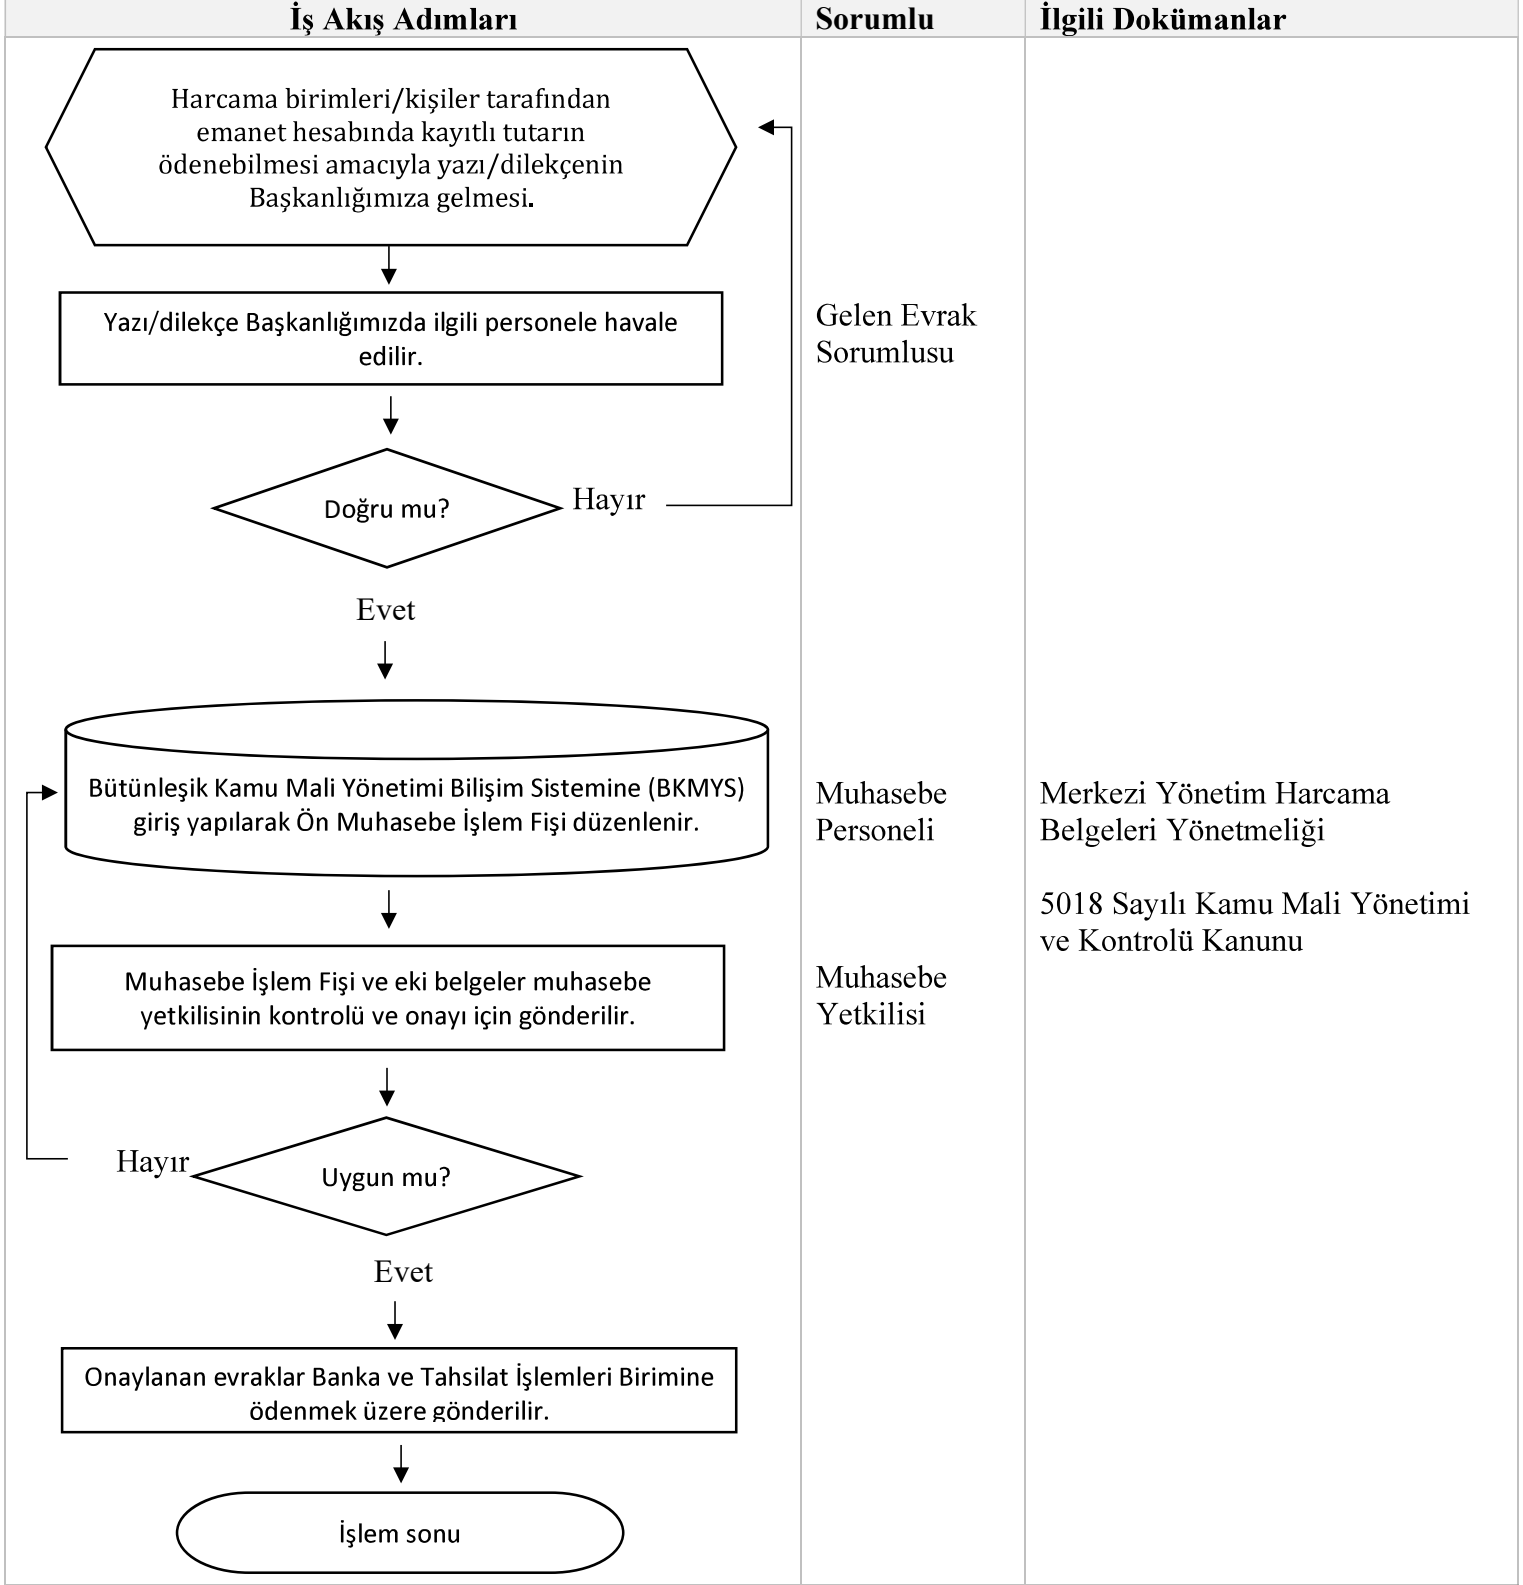 İş Akış Adımları
Sorumlu
İlgili Dokümanlar
Harcama birimleri/kişiler tarafından
emanet hesabında kayıtlı tutarın
ödenebilmesi amacıyla yazı/dilekçenin
Başkanlığımıza gelmesi.
Yazı/dilekçe Başkanlığımızda ilgili personele havale
edilir.
Gelen Evrak
Sorumlusu
Doğru mu?
Hayır
Evet
Bütünleşik Kamu Mali Yönetimi Bilişim Sistemine (BKMYS)
giriş yapılarak Ön Muhasebe İşlem Fişi düzenlenir.
Muhasebe
Personeli
Merkezi Yönetim Harcama
Belgeleri Yönetmeliği
5018 Sayılı Kamu Mali Yönetimi
ve Kontrolü Kanunu
Muhasebe İşlem Fişi ve eki belgeler muhasebe
yetkilisinin kontrolü ve onayı için gönderilir.
Muhasebe
Yetkilisi
Hayır
Uygun mu?
Evet
Onaylanan evraklar Banka ve Tahsilat İşlemleri Birimine
ödenmek üzere gönderilir.
İşlem sonu